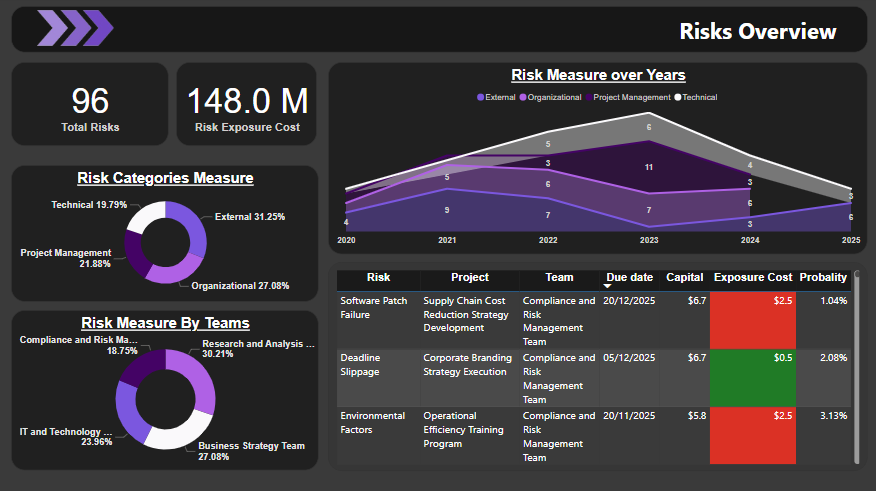 Risks Overview
96
Total Risks
148.0 M
Risk Exposure Cost
Risk Categories Measure
Technical 19.79%
External 31.25%
Project Management
21.88%
Organizational 27.08%
Risk Measure By Teams
Compliance and Risk Ma...
18.75%
Research and Analysis ...
30.21%
IT and Technology ...
23.96%
Business Strategy Team
27.08%
Risk Measure over Years
External Organizational Project Management Technical
6
5
4
3
11
5
3
3
6
9
7
7
6
6
4
3
2020 2021 2022 2023 2024 2025
Risk Project Team Due date Capital Exposure Cost Probality
Software Patch
Failure
Supply Chain Cost
Reduction Strategy
Development
Compliance and
Risk
Management
Team
20/12/2025
$6.7
$2.5
1.04%
Deadline
Slippage
Corporate Branding
Strategy Execution
Compliance and
Risk
Management
Team
05/12/2025
$6.7
$0.5
2.08%
Environmental
Factors
Operational
Efficiency Training
Program
Compliance and
Risk
Management
Team
20/11/2025
$5.8
$2.5
3.13%